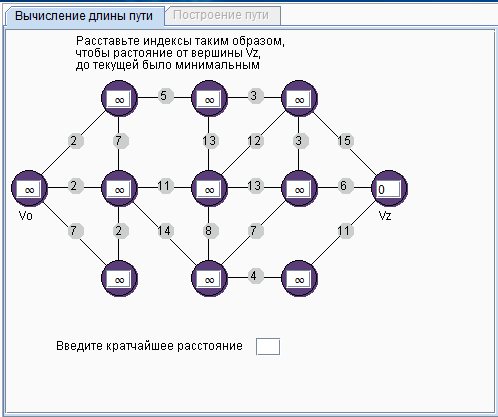 Вычисление длины пути
Построение пути
Расставьте индексы таким образом,
чтобы растояние от вершины Vz,
до текущей было минимальным
∞ 5 ∞ 3 ∞
2 7 13 12 3 15
∞ 2 ∞ 11 ∞ 13 ∞ 6 0
Vo Vz
7 2 14 8 7 11
∞ ∞ 4 ∞
Введите кратчайшее расстояние